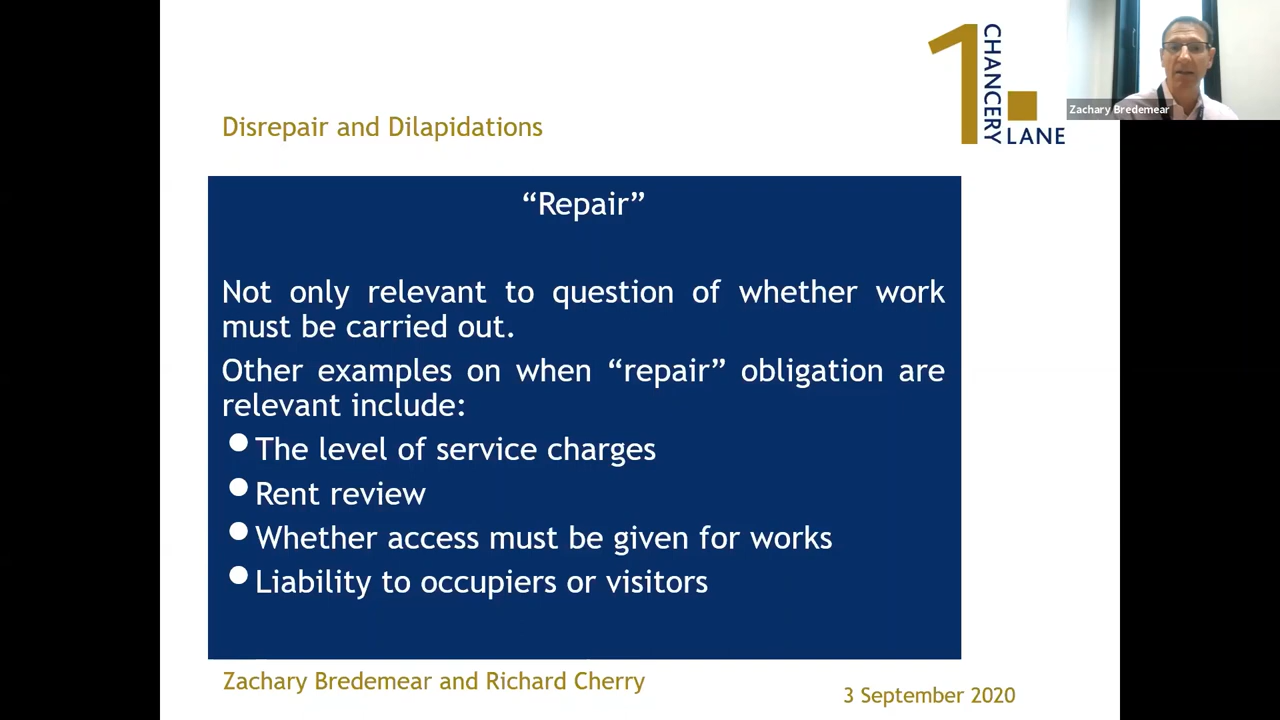 1 CHANCERY LANE
Zachary Bredemear
Disrepair and Dilapidations
“Repair”
Not only relevant to question of whether work
must be carried out.
Other examples on when “repair” obligation are
relevant include:
The level of service charges
Rent review
Whether access must be given for works
Liability to occupiers or visitors
Zachary Bredemear and Richard Cherry
3 September 2020